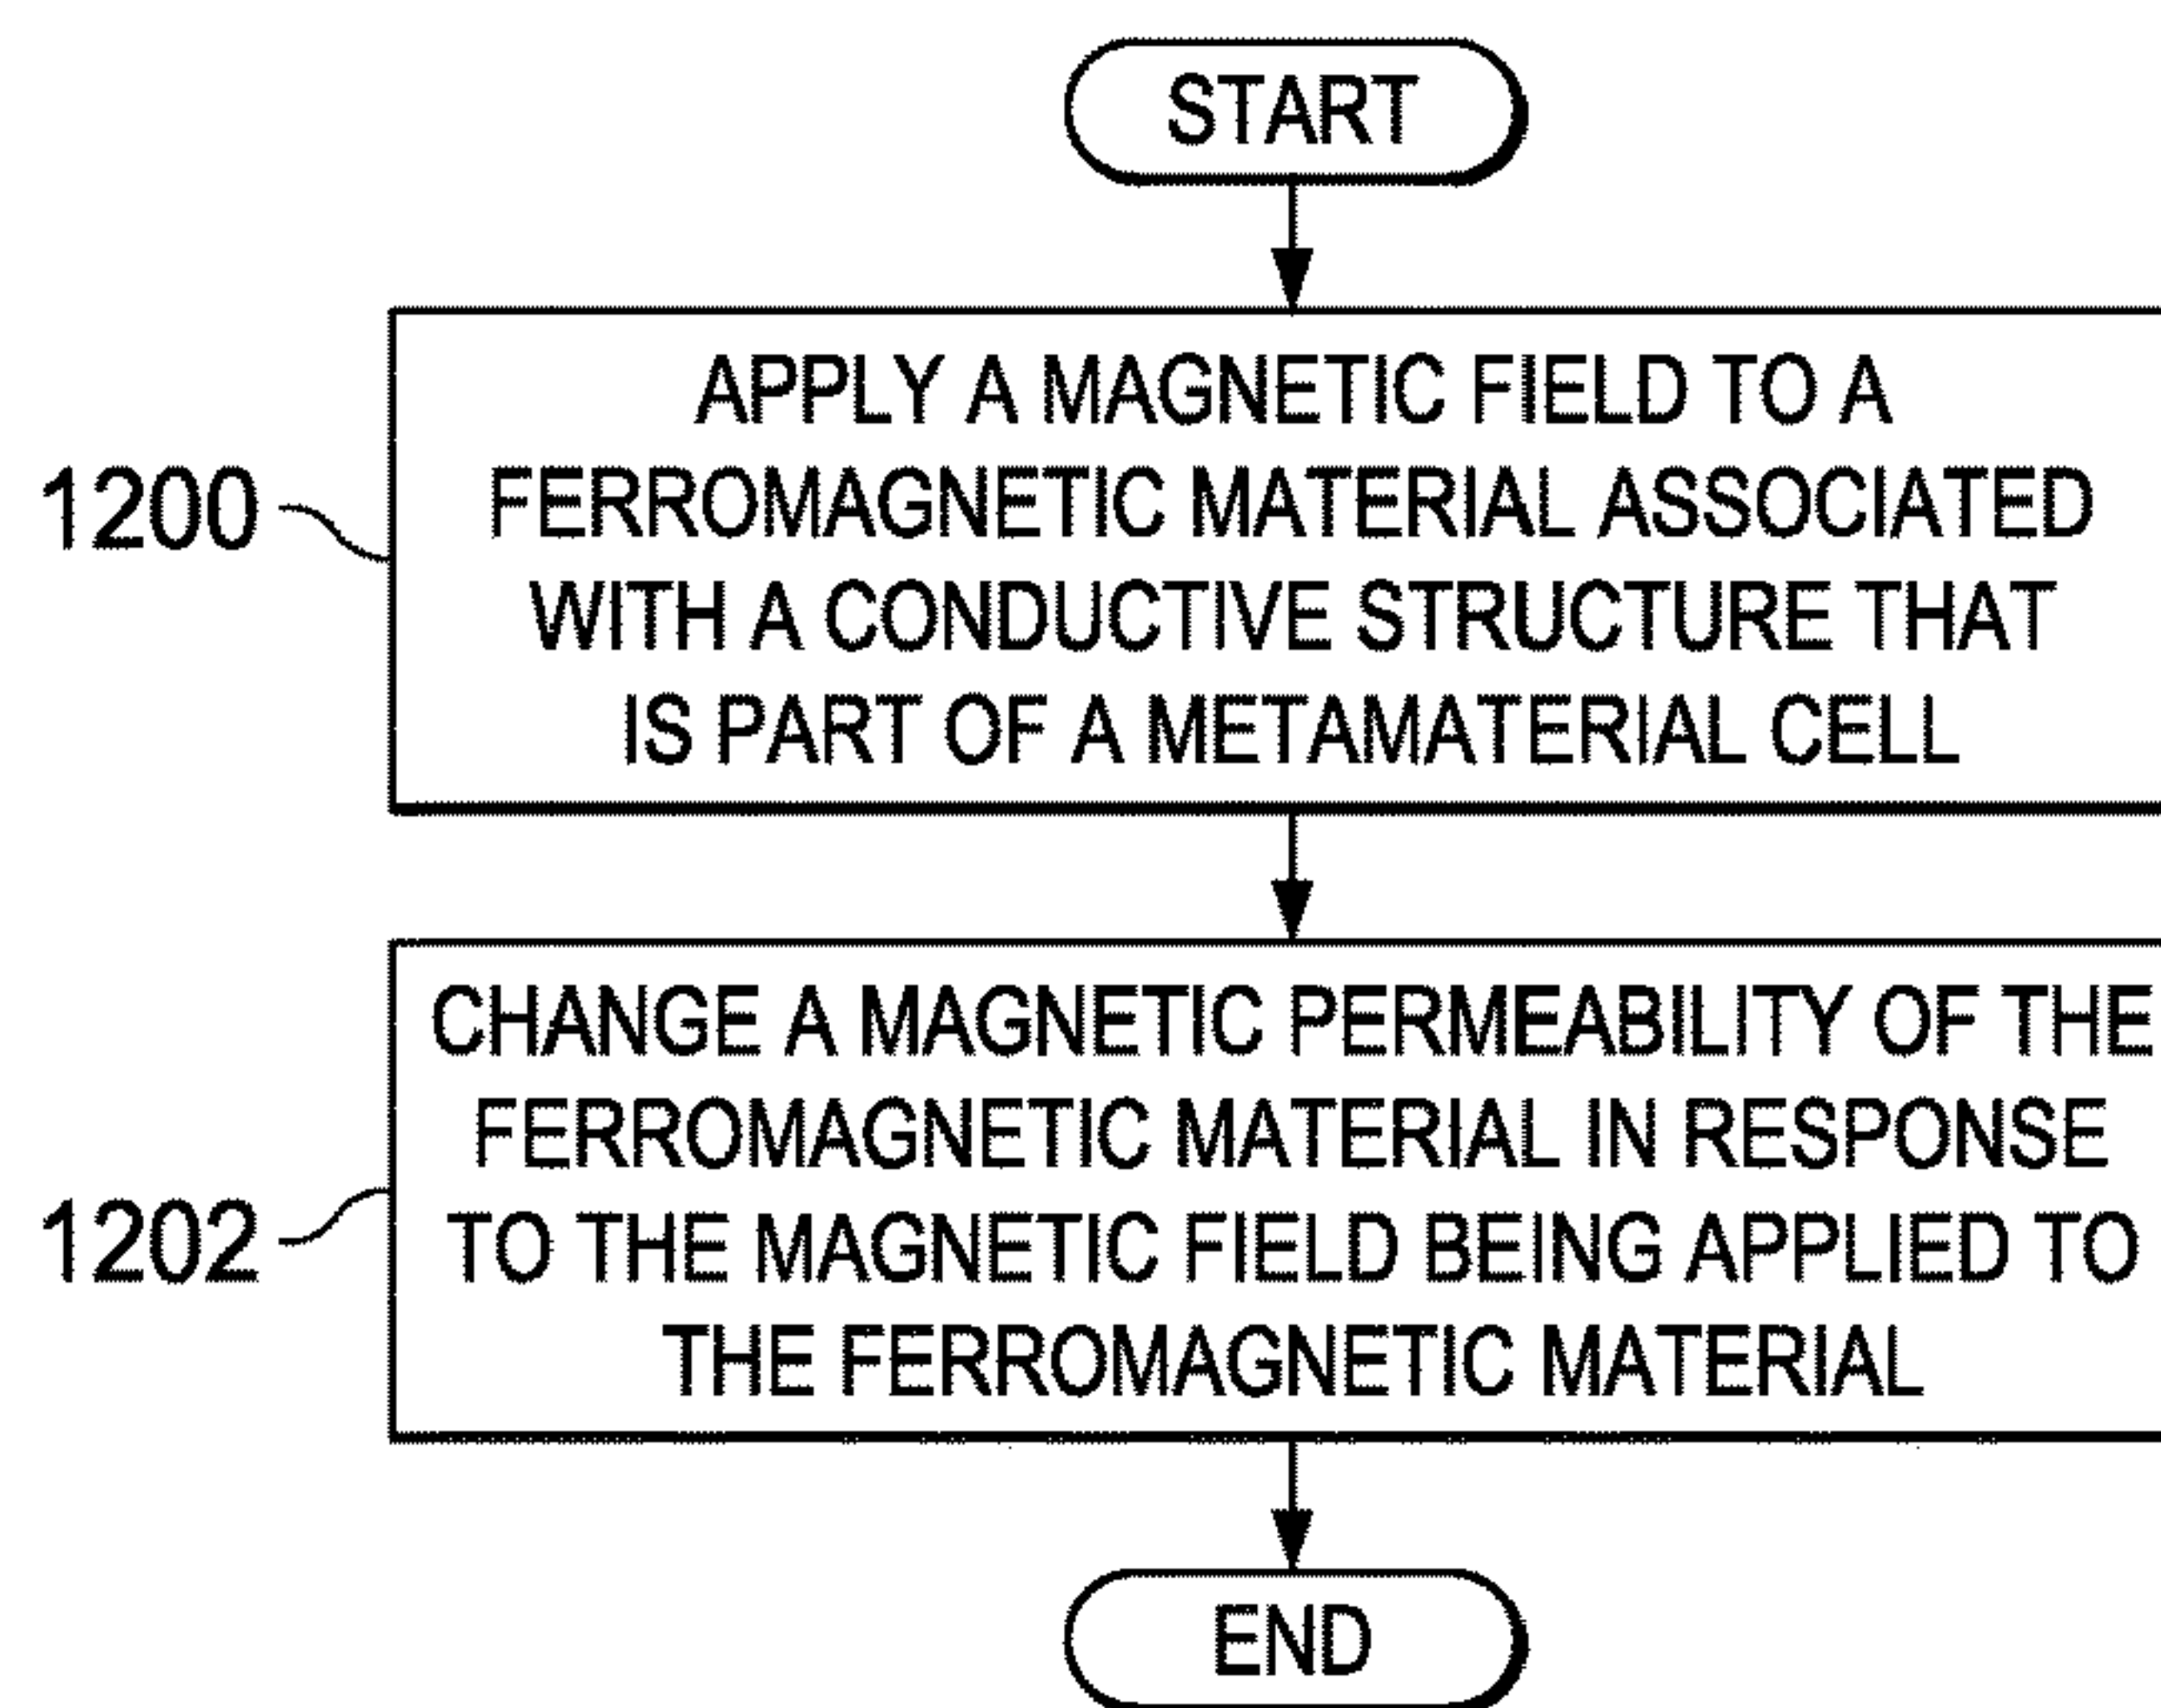 START
1200
APPLY A MAGNETIC FIELD TO A
FERROMAGNETIC MATERIAL ASSOCIATED
WITH A CONDUCTIVE STRUCTURE THAT
IS PART OF A METAMATERIAL CELL
1202
CHANGE A MAGNETIC PERMEABILITY OF THE
FERROMAGNETIC MATERIAL IN RESPONSE
TO THE MAGNETIC FIELD BEING APPLIED TO
THE FERROMAGNETIC MATERIAL
END